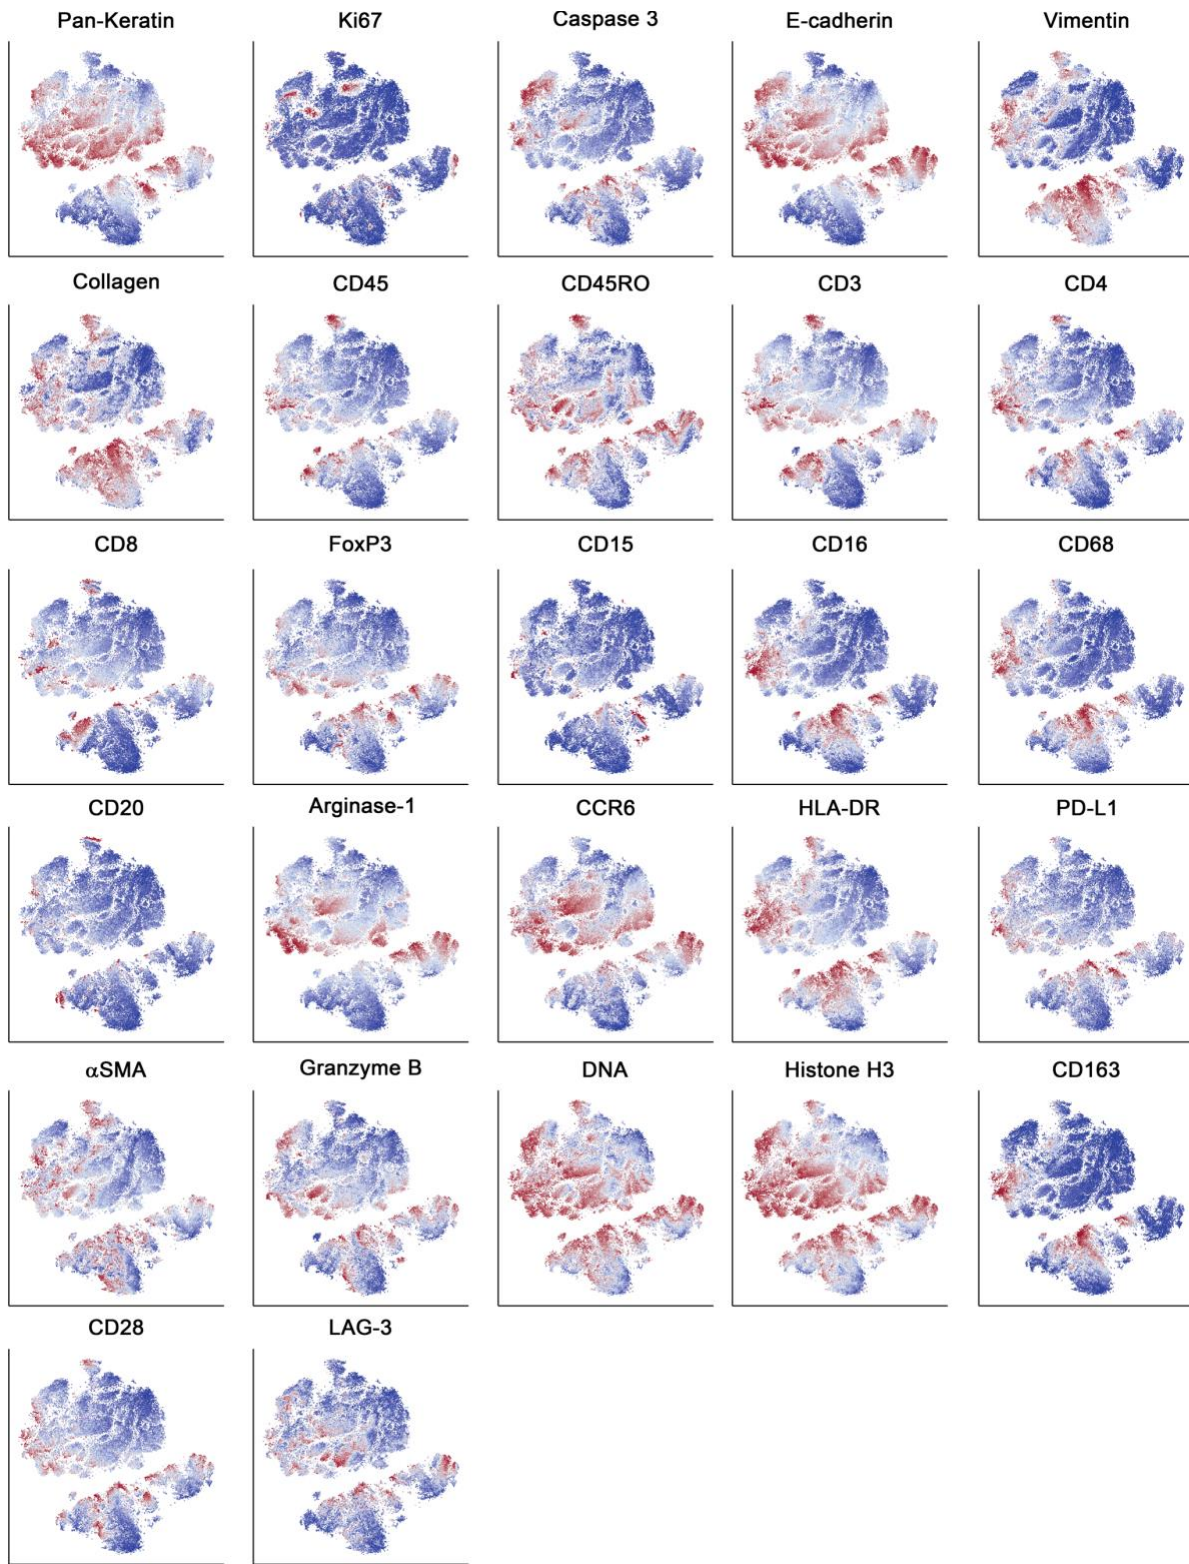 Pan-Keratin Ki67 Caspase 3 E-cadherin Vimentin
Collagen CD45 CD45RO CD3 CD4
CD8 FoxP3 CD15 CD16 CD68
CD20 Arginase-1 CCR6 HLA-DR PD-L1
αSMA Granzyme B DNA Histone H3 CD163
CD28 LAG-3